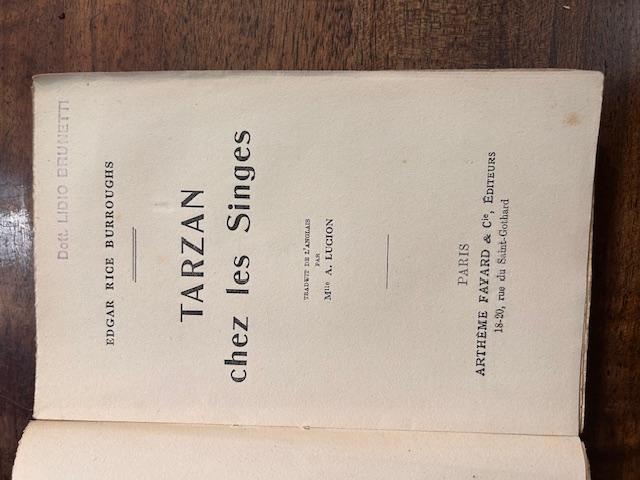 Dott. LIDIO BRUNETTI
EDGAR RICE BURROUGHS
TARZAN
chez les Singes
TRADUIT DE L'ANGLAIS
PAR
Mlle A. LUCION
PARIS
ARTHÈME FAYARD & Cie, ÉDITEURS
18-20, rue du Saint-Gothard